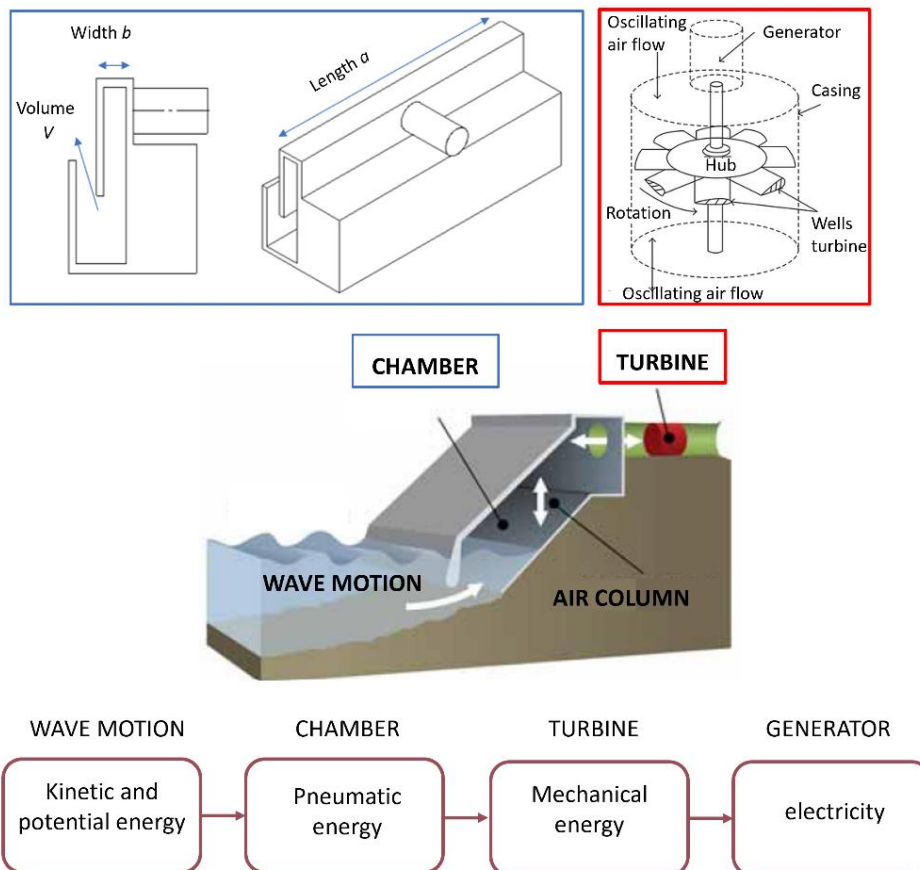 Width b
Volume
V
Length a
Oscillating
air flow
Generator
Casing
Hub
Rotation
Wells
turbine
Oscillating air flow
CHAMBER
TURBINE
WAVE MOTION
AIR COLUMN
WAVE MOTION
CHAMBER
TURBINE
GENERATOR
Kinetic and
potential energy
Pneumatic
energy
Mechanical
energy
electricity